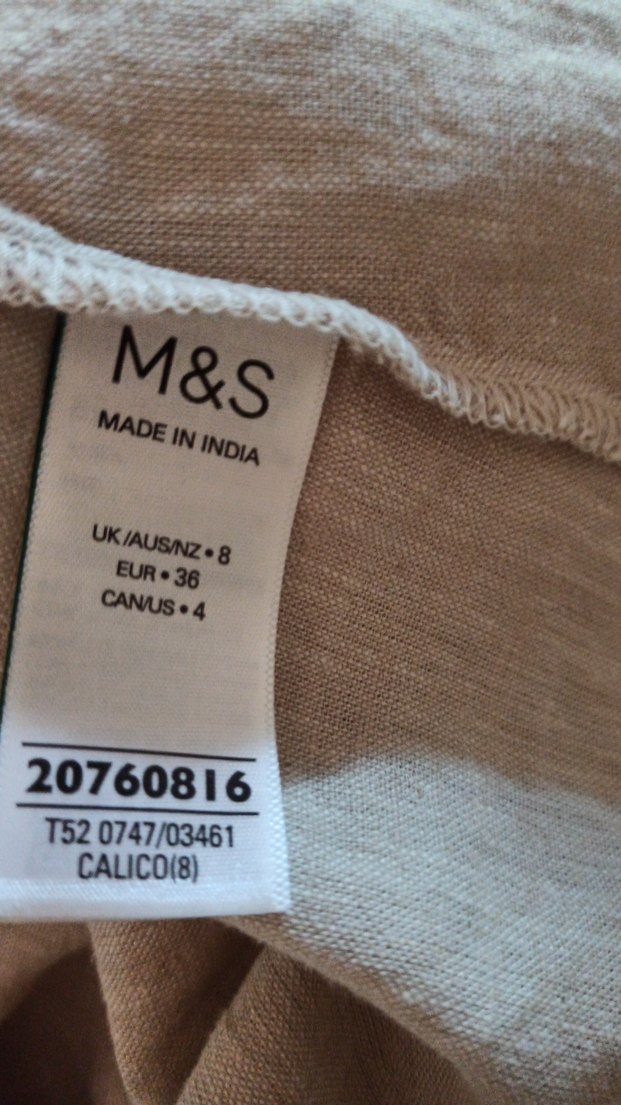 M&S
MADE IN INDIA
UK/AUS/NZ • 8
EUR • 36
CAN/US • 4
20760816
T52 0747/03461
CALICO(8)